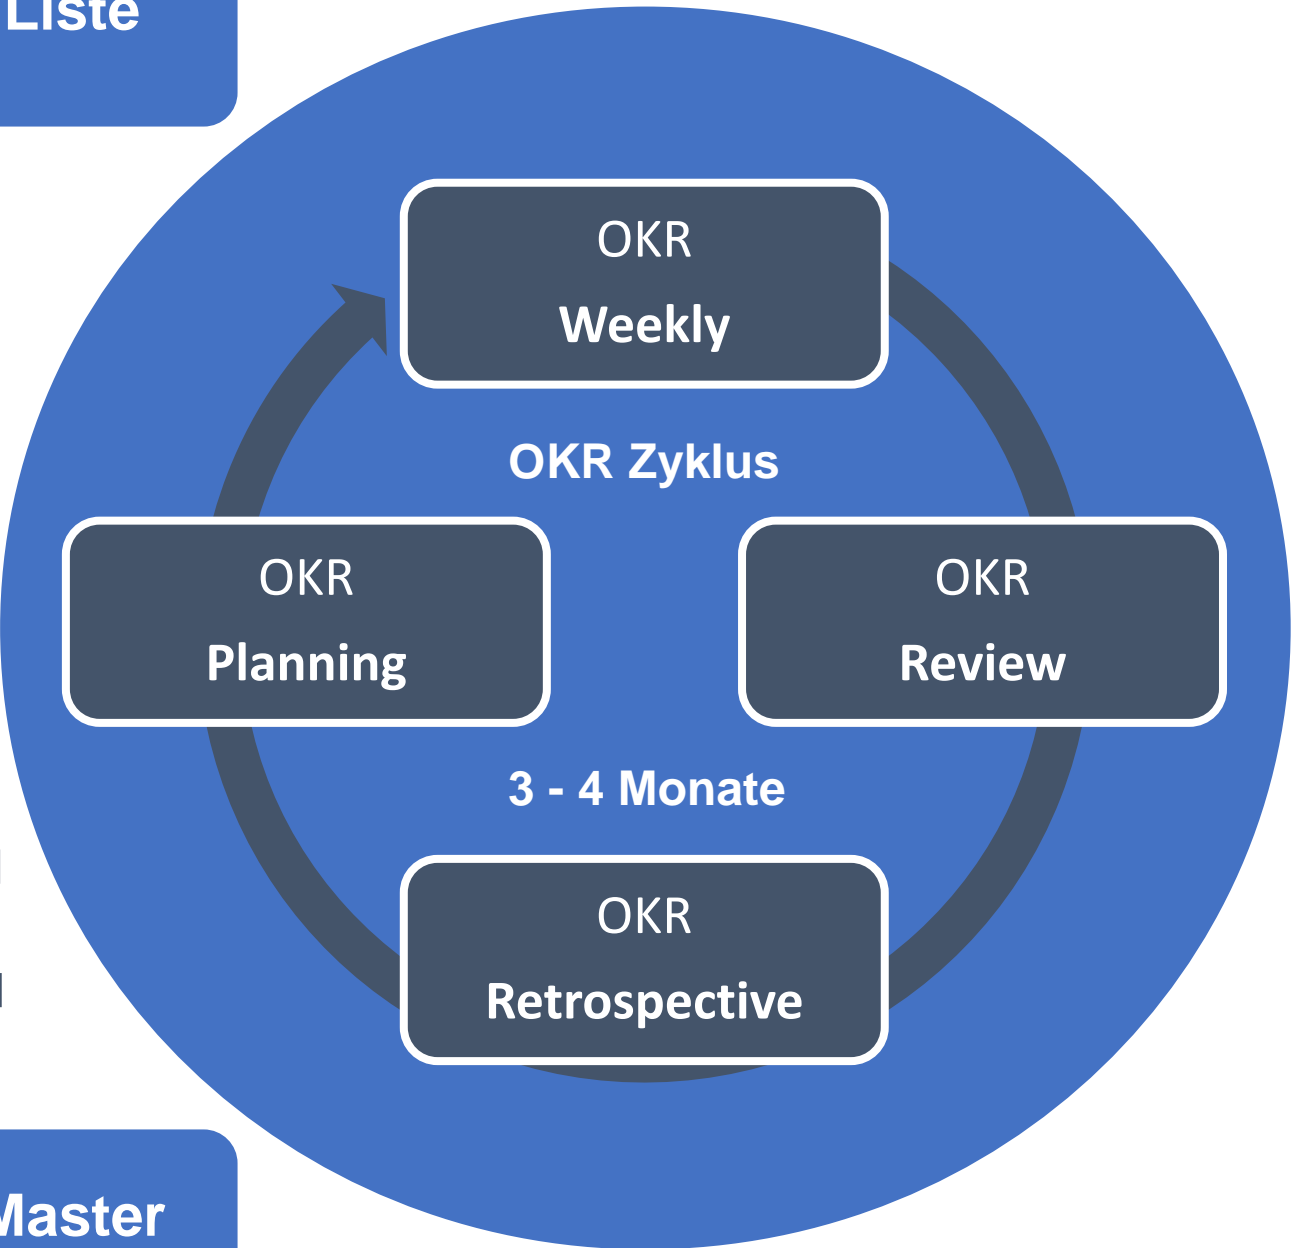 Liste
OKR
Weekly
OKR Zyklus
OKR
Planning
OKR
Review
3 - 4 Monate
OKR
Retrospective
Master